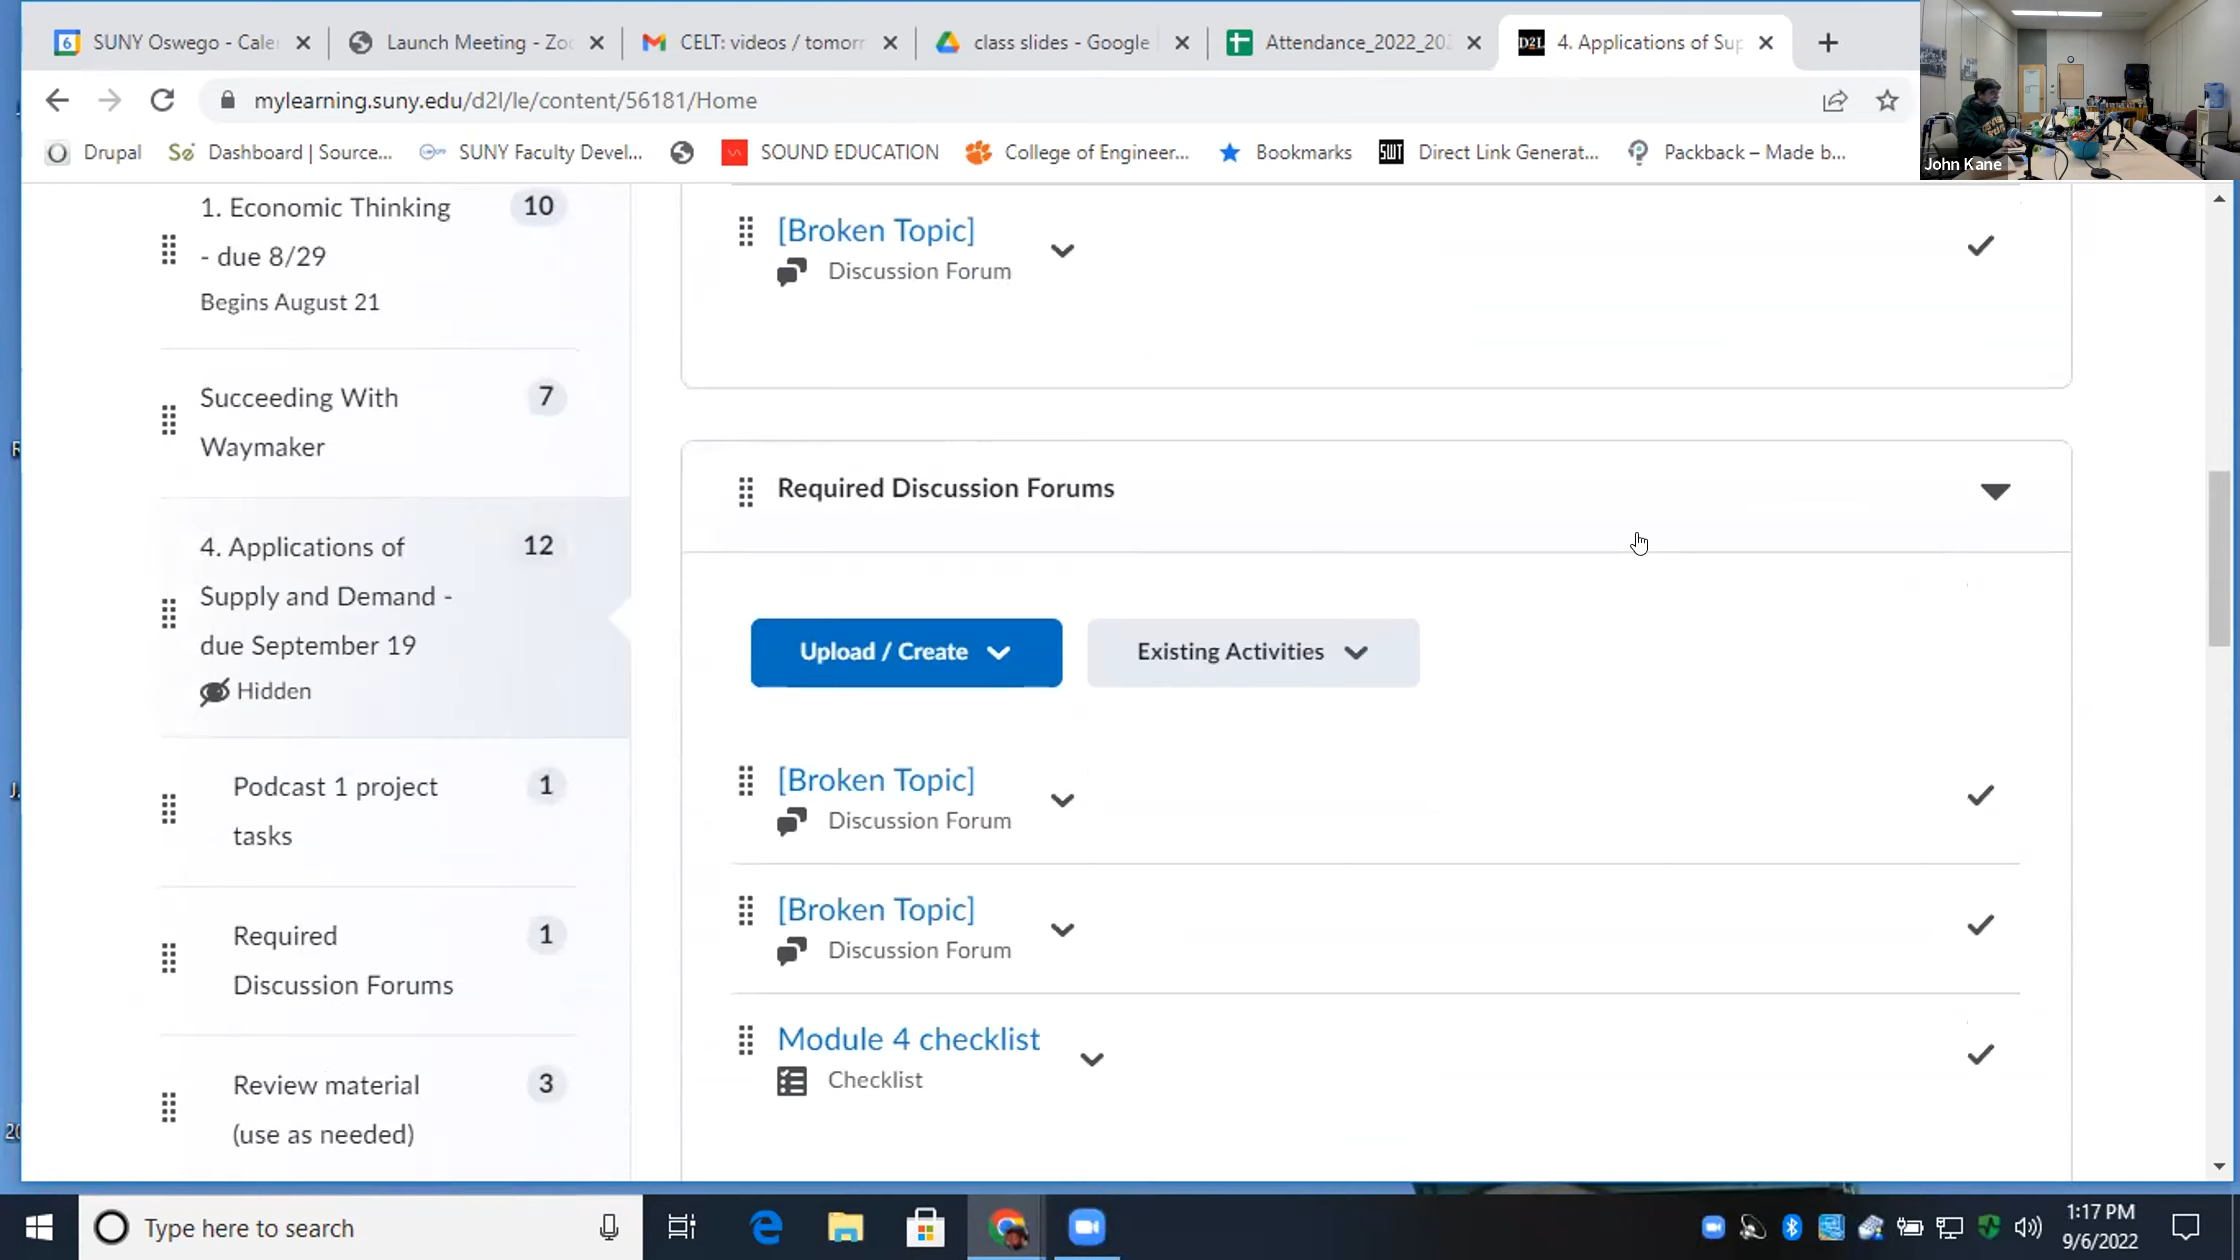 SUNY Oswego - Cale
Launch Meeting - Zoo
CELT: videos / tomorr
class slides - Google
Attendance_2022_202
D2L
4. Applications of Sup
mylearning.suny.edu/d2l/le/content/56181/Home
Drupal
Dashboard | Source...
SUNY Faculty Devel...
SOUND EDUCATION
College of Engineer...
Bookmarks
SWT
Direct Link Generat...
Packback – Made b...
John Kane
1. Economic Thinking
- due 8/29
10
Begins August 21
Succeeding With
Waymaker
7
4. Applications of
Supply and Demand -
due September 19
12
Hidden
Podcast 1 project
tasks
1
Required
Discussion Forums
1
Review material
(use as needed)
3
[Broken Topic]
Discussion Forum
Required Discussion Forums
Upload / Create
Existing Activities
[Broken Topic]
Discussion Forum
[Broken Topic]
Discussion Forum
Module 4 checklist
Checklist
Type here to search
1:17 PM
9/6/2022